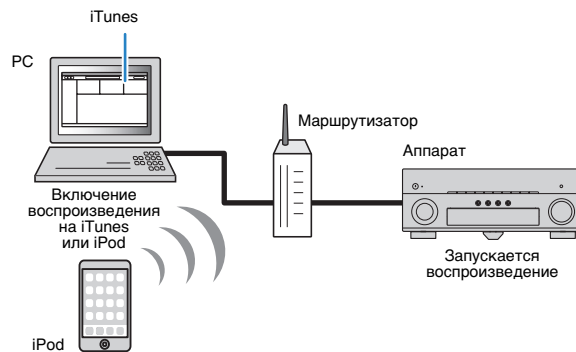 iTunes
PC
Маршрутизатор
Аппарат
Включение
воспроизведения
на iTunes
или iPod
Запускается
воспроизведение
iPod